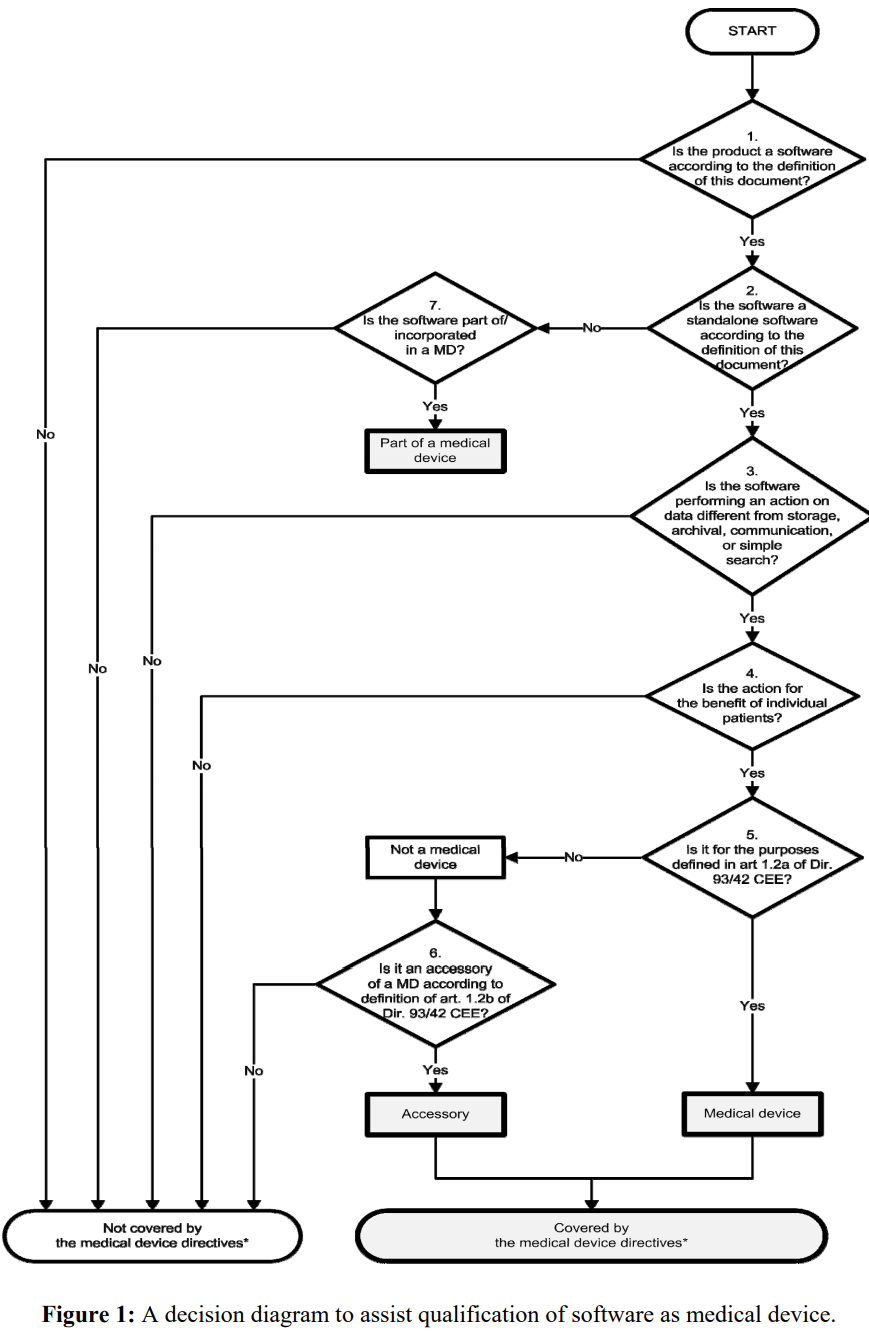 START
1.
Is the product a software
according to the definition
of this document?
No
Yes
2.
Is the software a
standalone software
according to the
definition of this
document?
No
7.
Is the software part of/
incorporated
in a MD?
Yes
Part of a medical
device
No
Yes
3.
Is the software
performing an action on
data different from storage,
archival, communication,
or simple
search?
No
Yes
4.
Is the action for
the benefit of individual
patients?
No
Yes
5.
Is it for the purposes
defined in art 1.2a of Dir.
93/42 CEE?
No
Not a medical
device
6.
Is it an accessory
of a MD according to
definition of art. 1.2b of
Dir. 93/42 CEE?
No
Yes
Yes
Accessory
Medical device
Not covered by
the medical device directives*
Covered by
the medical device directives*
Figure 1: A decision diagram to assist qualification of software as medical device.